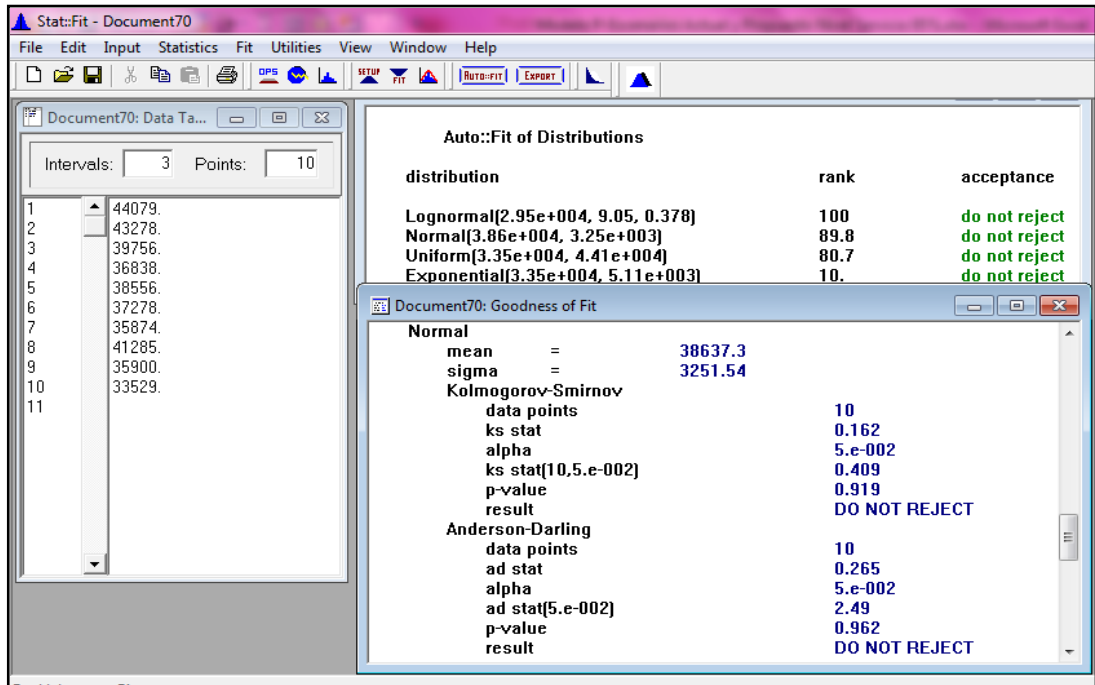 Stat::Fit - Document70
File Edit Input Statistics Fit Utilities View Window Help
OPS SETUP FIT AUTO::FIT EXPORT
Document70: Data Ta...
Intervals: 3 Points: 10
1 44079.
2 43278.
3 39756.
4 36838.
5 38556.
6 37278.
7 35874.
8 41285.
9 35900.
10 33529.
11
Auto::Fit of Distributions
distribution rank acceptance
Lognormal(2.95e+004, 9.05, 0.378) 100 do not reject
Normal(3.86e+004, 3.25e+003) 89.8 do not reject
Uniform(3.35e+004, 4.41e+004) 80.7 do not reject
Exponential(3.35e+004, 5.11e+003) 10. do not reject
Document70: Goodness of Fit
Normal
mean = 38637.3
sigma = 3251.54
Kolmogorov-Smirnov
data points 10
ks stat 0.162
alpha 5.e-002
ks stat(10,5.e-002) 0.409
p-value 0.919
result DO NOT REJECT
Anderson-Darling
data points 10
ad stat 0.265
alpha 5.e-002
ad stat(5.e-002) 2.49
p-value 0.962
result DO NOT REJECT